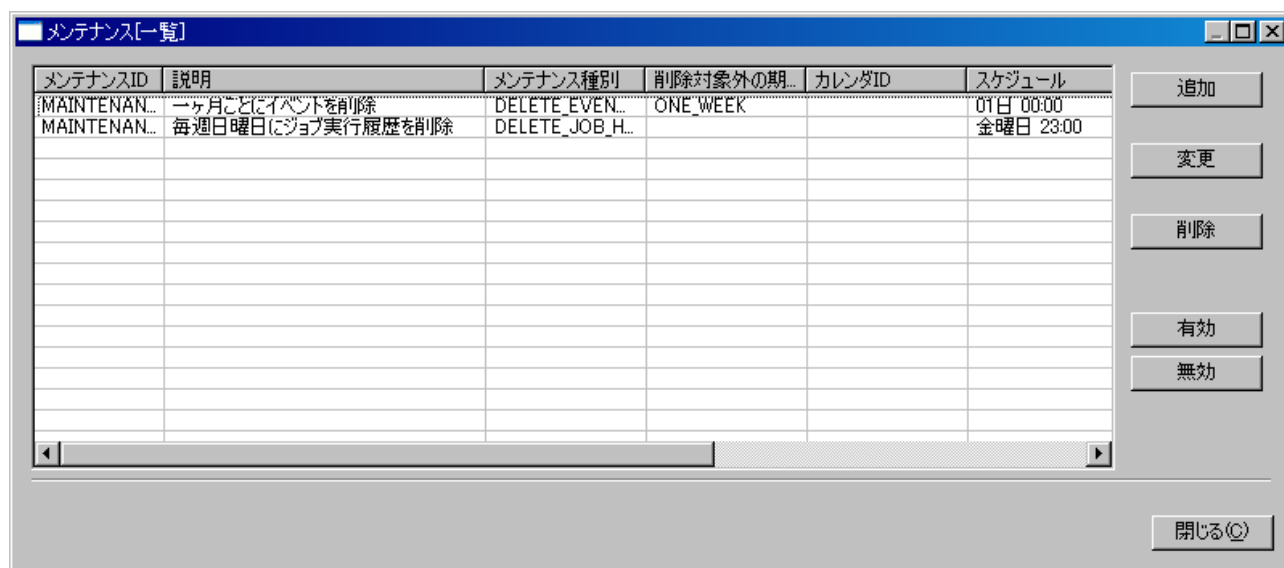 メンテナンス[一覧]
メンテナンスID 説明 メンテナンス種別 削除対象外の期... カレンダID スケジュール
MAINTENAN... 一ヶ月ごとにイベントを削除 DELETE_EVEN... ONE_WEEK 01日 00:00
MAINTENAN... 毎週日曜日にジョブ実行履歴を削除 DELETE_JOB_H... 金曜日 23:00
追加
変更
削除
有効
無効
閉じる(C)